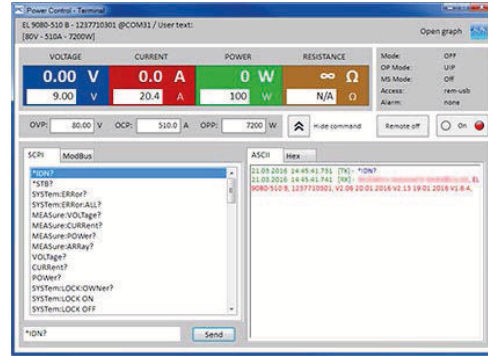 Power Control - Terminal
EL 9080-510 B - 1237710301 @COM31 / User text:
[80V - 510A - 7200W]
Open graph
VOLTAGE CURRENT POWER RESISTANCE
0.00 V 0.0 A 0 W ∞ Ω
9.00 V 20.4 A 100 W N/A Ω
Mode: OFF
OP Mode: UIP
MS Mode: Off
Access: rem-usb
Alarm: none
OVP: 80.00 V OCP: 510.0 A OPP: 7200 W Hide command Remote off On
SCPI ModBus
*IDN?
*STB?
SYSTem:ERRor?
SYSTem:ERRor:ALL?
MEASure:VOLTage?
MEASure:CURRent?
MEASure:POWer?
MEASure:ARRay?
VOLTage?
CURRent?
POWer?
SYSTem:LOCK:OWNer?
SYSTem:LOCK ON
SYSTem:LOCK OFF
*IDN? Send
ASCII Hex
21.03.2016 14:45:41.731 [TX] - *IDN?
21.03.2016 14:45:41.741 [RX] - , EL
9080-510 B, 1237710301, V2.06 20.01.2016 V2.13 19.01.2016 V1.6.4,